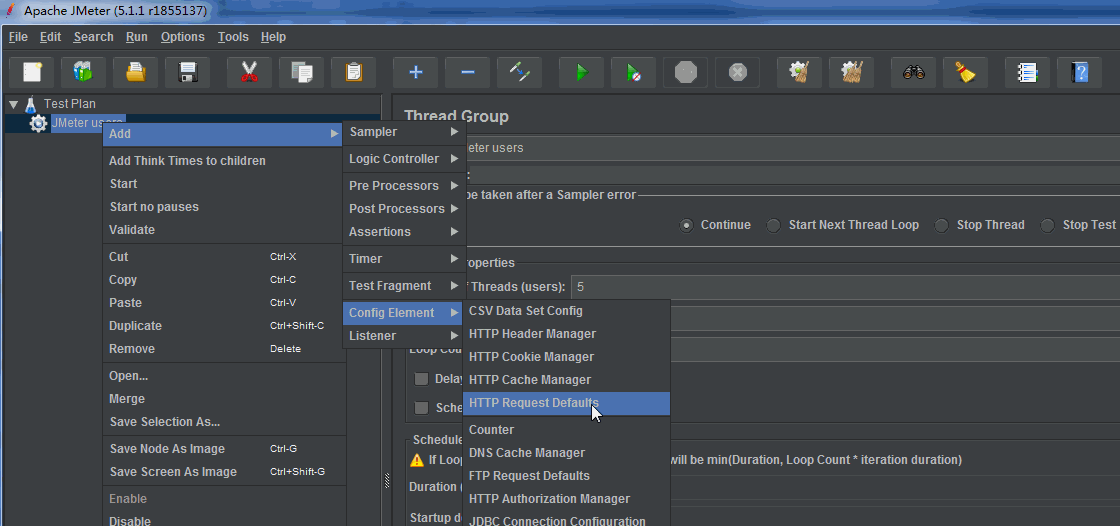 Apache JMeter (5.1.1 r1855137)
File Edit Search Run Options Tools Help
Test Plan
JMeter users
Add
Add Think Times to children
Start
Start no pauses
Validate
Cut Ctrl-X
Copy Ctrl-C
Paste Ctrl-V
Duplicate Ctrl+Shift-C
Remove Delete
Open...
Merge
Save Selection As...
Save Node As Image Ctrl-G
Save Screen As Image Ctrl+Shift-G
Enable
Disable
Sampler
Logic Controller
Pre Processors
Post Processors
Assertions
Timer
Test Fragment
Config Element
Listener
CSV Data Set Config
HTTP Header Manager
HTTP Cookie Manager
HTTP Cache Manager
HTTP Request Defaults
Counter
DNS Cache Manager
FTP Request Defaults
HTTP Authorization Manager
JDBC Connection Configuration
Thread Group
eter users
:
be taken after a Sampler error
Continue Start Next Thread Loop Stop Thread Stop Test
roperties
Threads (users): 5
Loop Cou
Delay
Sche
Schedule
If Loop will be min(Duration, Loop Count * iteration duration)
Duration (
Startup de